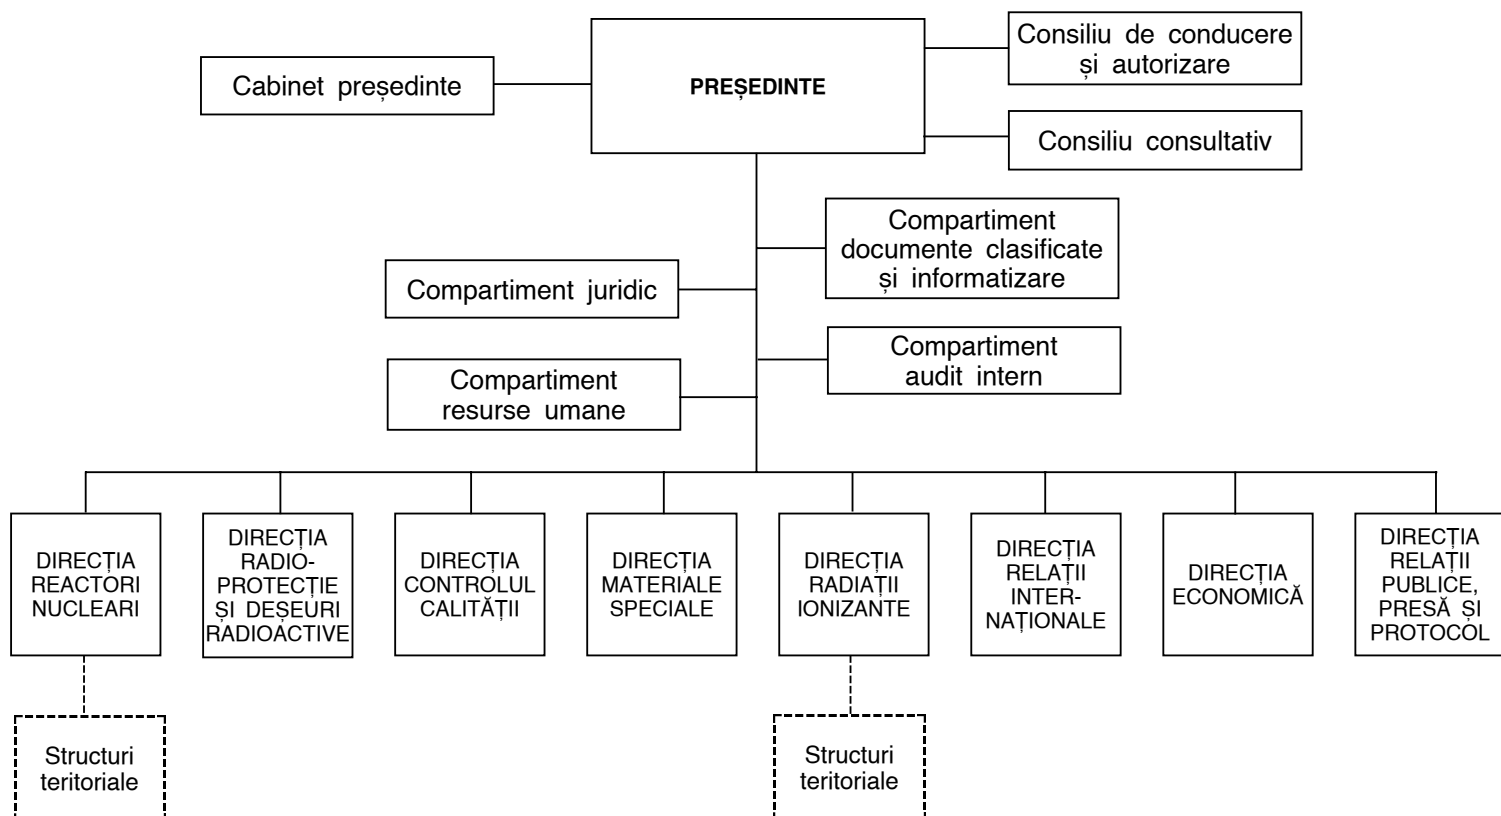 Consiliu de conducere
și autorizare
Cabinet președinte
PREȘEDINTE
Consiliu consultativ
Compartiment
documente clasificate
și informatizare
Compartiment juridic
Compartiment
audit intern
Compartiment
resurse umane
DIRECȚIA
REACTORI
NUCLEARI
DIRECȚIA
RADIO-
PROTECȚIE
ȘI DEȘEURI
RADIOACTIVE
DIRECȚIA
CONTROLUL
CALITĂȚII
DIRECȚIA
MATERIALE
SPECIALE
DIRECȚIA
RADIAȚII
IONIZANTE
DIRECȚIA
RELAȚII
INTER-
NAȚIONALE
DIRECȚIA
ECONOMICĂ
DIRECȚIA
RELAȚII
PUBLICE,
PRESĂ ȘI
PROTOCOL
Structuri
teritoriale
Structuri
teritoriale